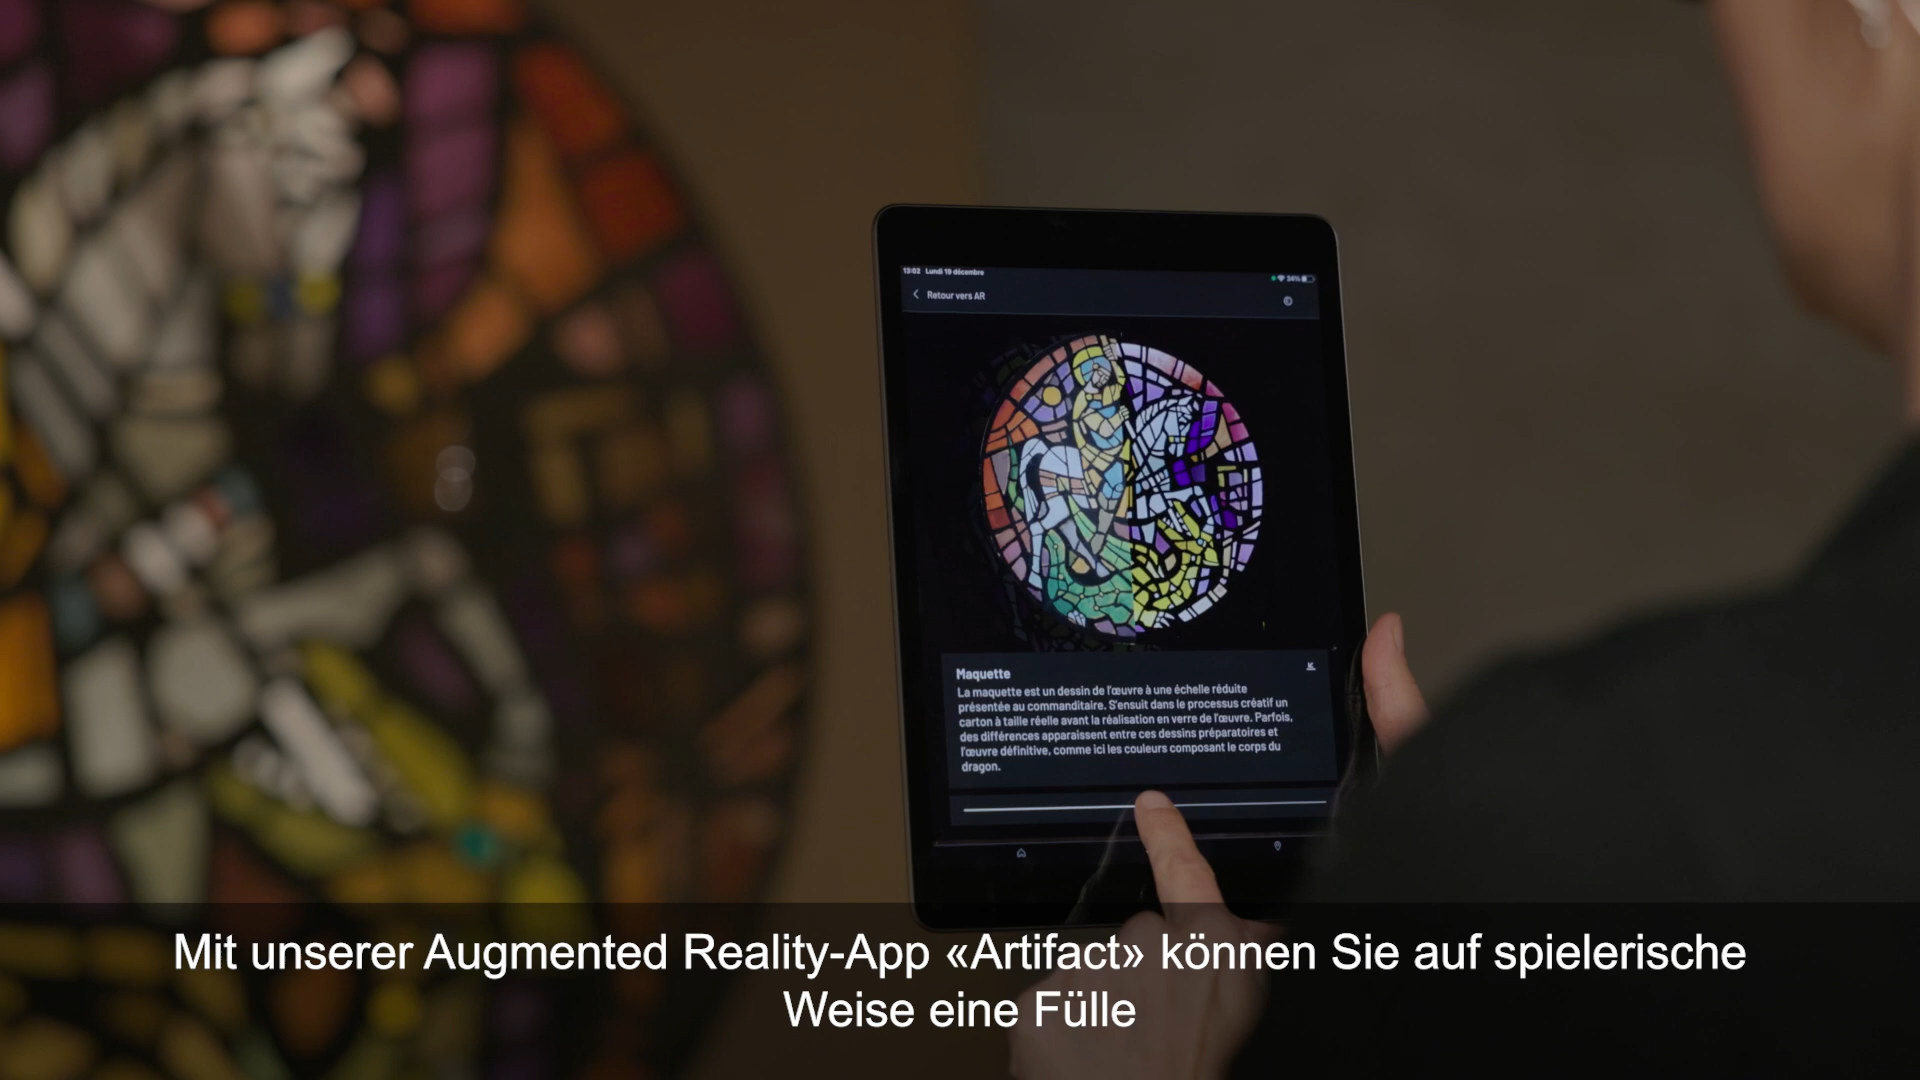 13:02 Lundi 19 décembre
34%
Retour vers AR
Maquette
La maquette est un dessin de l'œuvre à une échelle réduite
présentée au commanditaire. S'ensuit dans le processus créatif un
carton à taille réelle avant la réalisation en verre de l'œuvre. Parfois,
des différences apparaissent entre ces dessins préparatoires et
l'œuvre définitive, comme ici les couleurs composant le corps du
dragon.
Mit unserer Augmented Reality-App «Artifact» können Sie auf spielerische
Weise eine Fülle